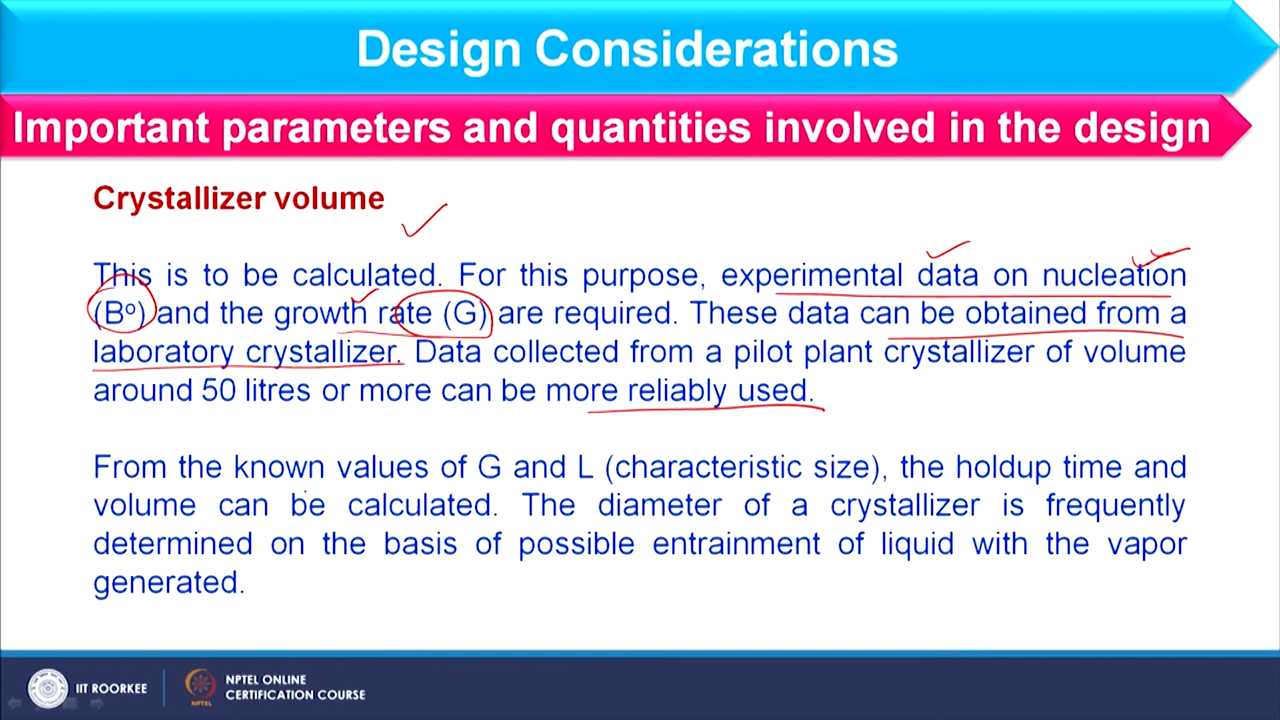 Design Considerations
Important parameters and quantities involved in the design
Crystallizer volume
This is to be calculated. For this purpose, experimental data on nucleation
(Bº) and the growth rate (G) are required. These data can be obtained from a
laboratory crystallizer. Data collected from a pilot plant crystallizer of volume
around 50 litres or more can be more reliably used.
From the known values of G and L (characteristic size), the holdup time and
volume can be calculated. The diameter of a crystallizer is frequently
determined on the basis of possible entrainment of liquid with the vapor
generated.
IIT ROORKEE
NPTEL
NPTEL ONLINE
CERTIFICATION COURSE